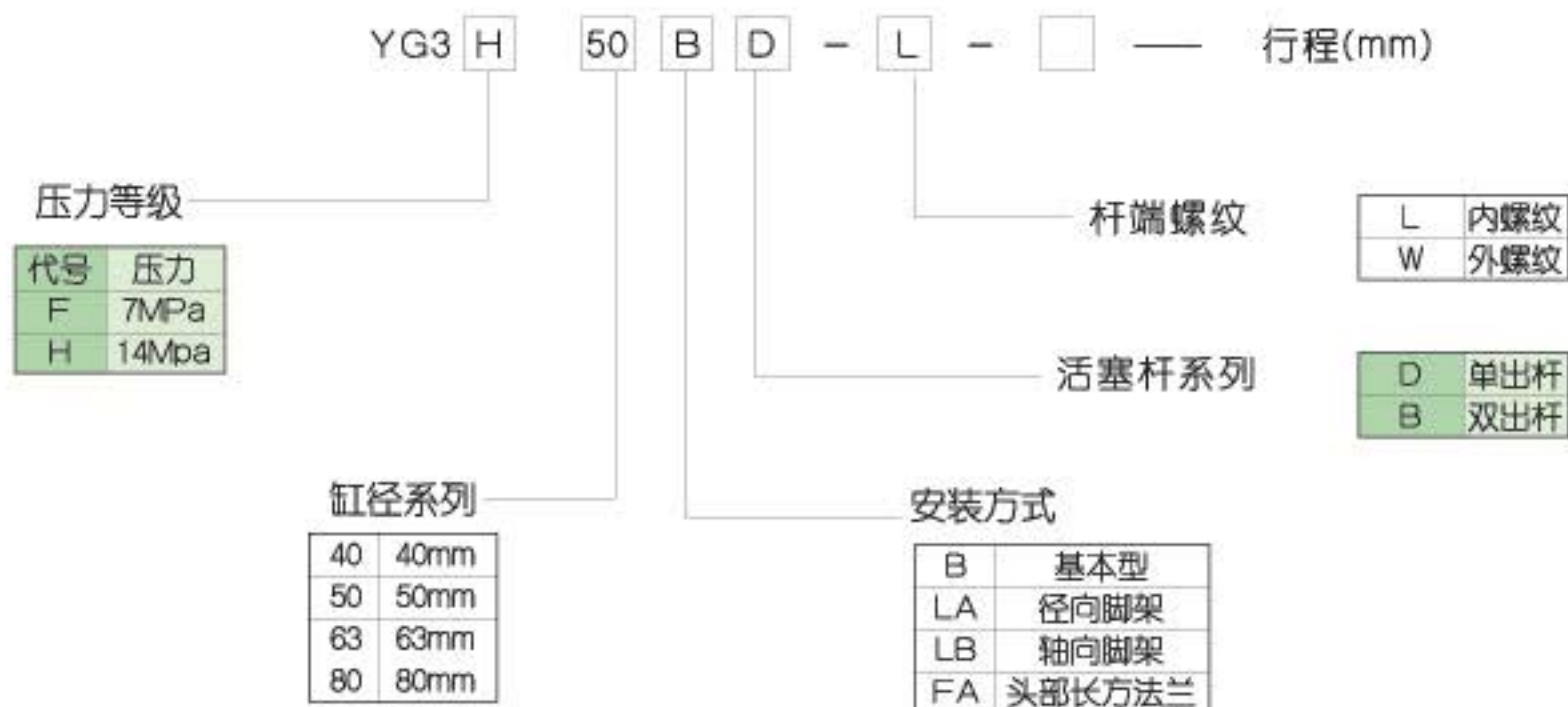 YG3 H 50 B D - L - — 行程(mm)
压力等级
代号 压力
F 7MPa
H 14Mpa
杆端螺纹
L 内螺纹
W 外螺纹
活塞杆系列
D 单出杆
B 双出杆
缸径系列
40 40mm
50 50mm
63 63mm
80 80mm
安装方式
B 基本型
LA 径向脚架
LB 轴向脚架
FA 头部长方法兰